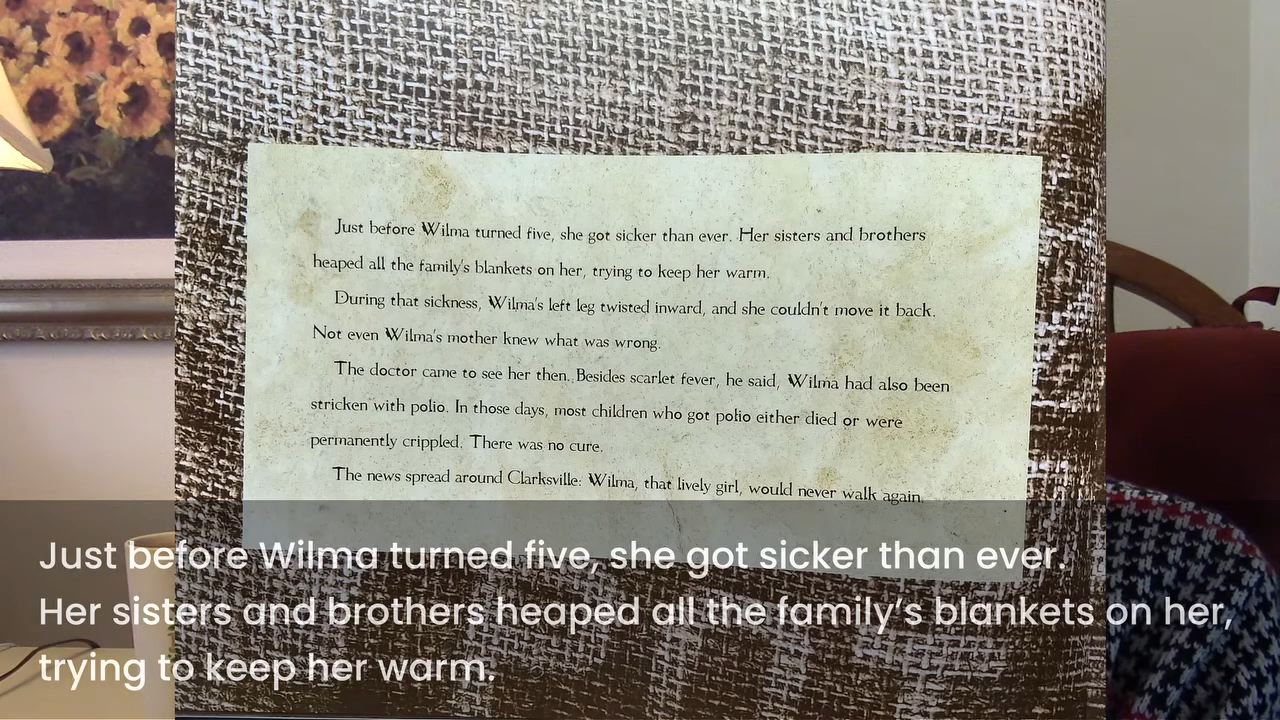 Just before Wilma turned five, she got sicker than ever. Her sisters and brothers
heaped all the family's blankets on her, trying to keep her warm.
During that sickness, Wilma's left leg twisted inward, and she couldn't move it back.
Not even Wilma's mother knew what was wrong.
The doctor came to see her then. Besides scarlet fever, he said, Wilma had also been
stricken with polio. In those days, most children who got polio either died or were
permanently crippled. There was no cure.
The news spread around Clarksville: Wilma, that lively girl, would never walk again.
Just before Wilma turned five, she got sicker than ever.
Her sisters and brothers heaped all the family’s blankets on her,
trying to keep her warm.